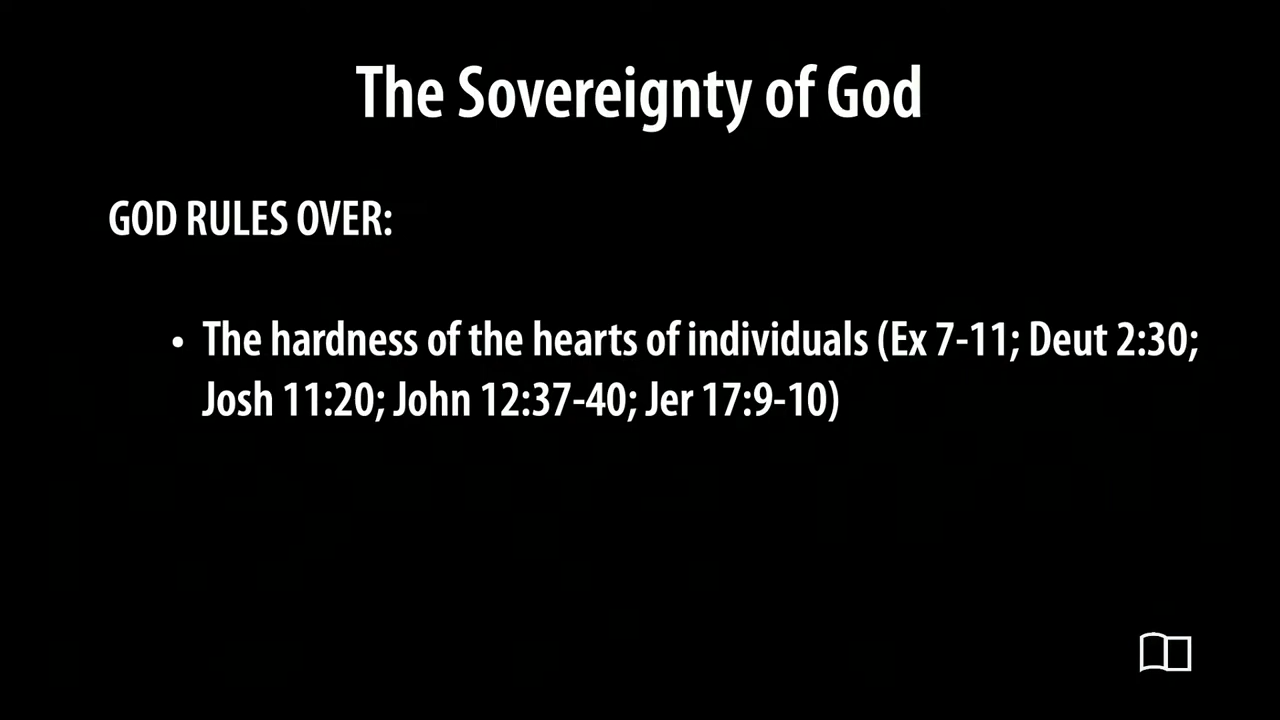 The Sovereignty of God
GOD RULES OVER:
• The hardness of the hearts of individuals (Ex 7-11; Deut 2:30;
Josh 11:20; John 12:37-40; Jer 17:9-10)